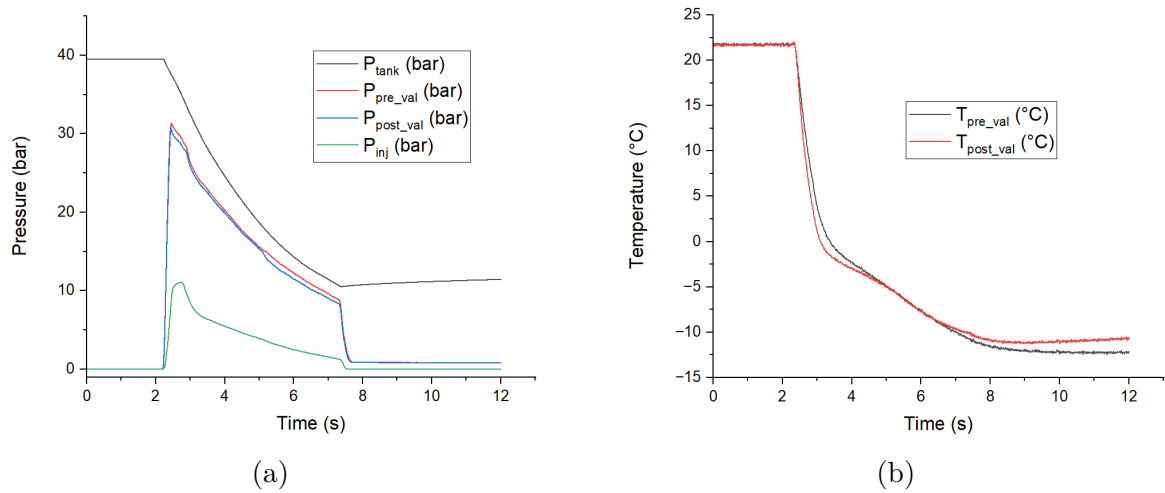 40
30
20
10
0
0
2
4
6
8
10
12
Pressure (bar)
Time (s)
P_tank (bar)
P_pre_val (bar)
P_post_val (bar)
P_inj (bar)
(a)
25
20
15
10
5
0
−5
−10
−15
0
2
4
6
8
10
12
Temperature (°C)
Time (s)
T_pre_val (°C)
T_post_val (°C)
(b)